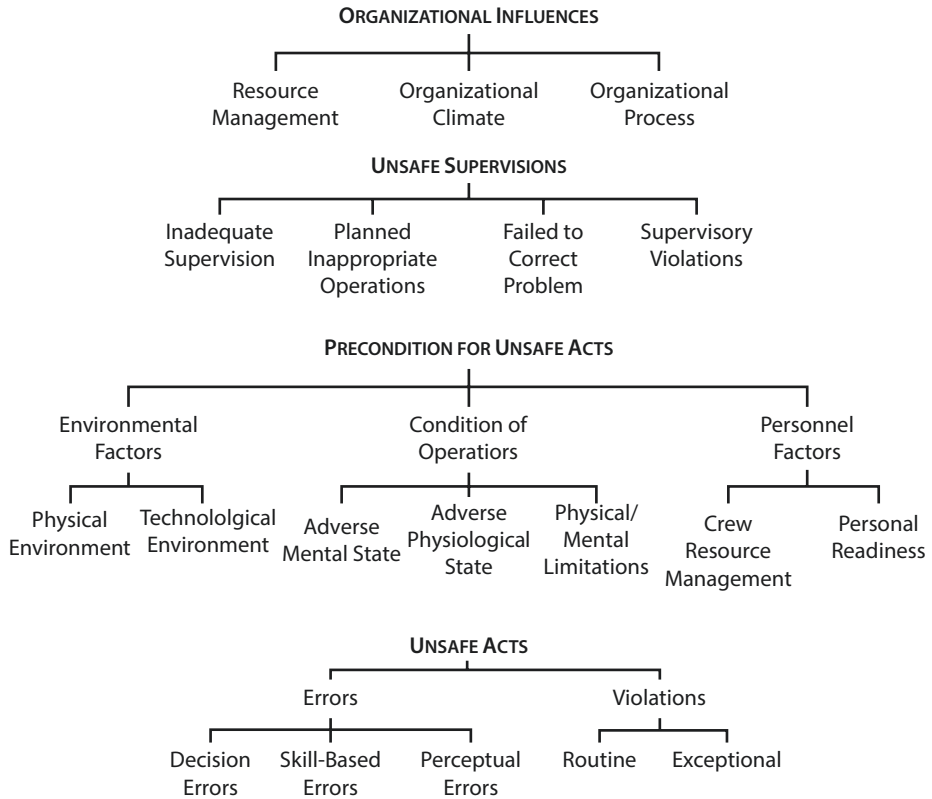 ORGANIZATIONAL INFLUENCES
Resource
Management
Organizational
Climate
Organizational
Process
UNSAFE SUPERVISIONS
Inadequate
Supervision
Planned
Inappropriate
Operations
Failed to
Correct
Problem
Supervisory
Violations
PRECONDITION FOR UNSAFE ACTS
Environmental
Factors
Condition of
Operatiors
Personnel
Factors
Physical
Environment
Technololgical
Environment
Adverse
Mental State
Adverse
Physiological
State
Physical/
Mental
Limitations
Crew
Resource
Management
Personal
Readiness
UNSAFE ACTS
Errors
Violations
Decision
Errors
Skill-Based
Errors
Perceptual
Errors
Routine
Exceptional